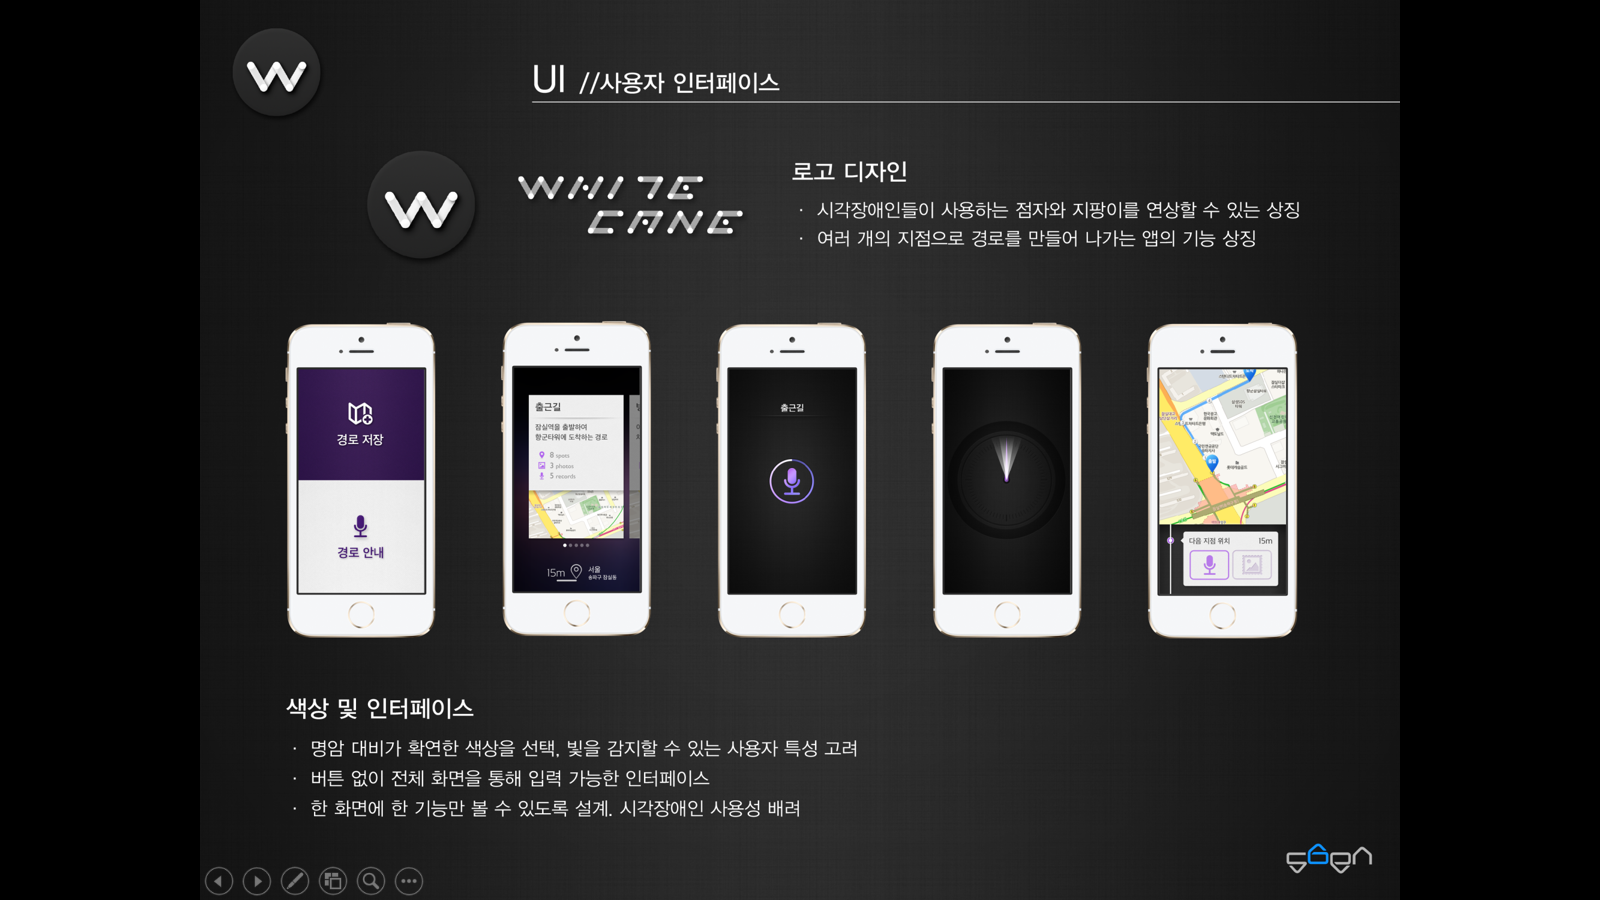 W
UI //사용자 인터페이스
W
WHITE
CANE
로고 디자인
· 시각장애인들이 사용하는 점자와 지팡이를 연상할 수 있는 상징
· 여러 개의 지점으로 경로를 만들어 나가는 앱의 기능 상징
경로 저장
경로 안내
출근길
잠실역을 출발하여
향군타워에 도착하는 경로
8 spots
3 photos
5 records
15m
서울
송파구 잠실동
출근길
다음 지점 위치 15m
색상 및 인터페이스
· 명암 대비가 확연한 색상을 선택, 빛을 감지할 수 있는 사용자 특성 고려
· 버튼 없이 전체 화면을 통해 입력 가능한 인터페이스
· 한 화면에 한 기능만 볼 수 있도록 설계. 시각장애인 사용성 배려